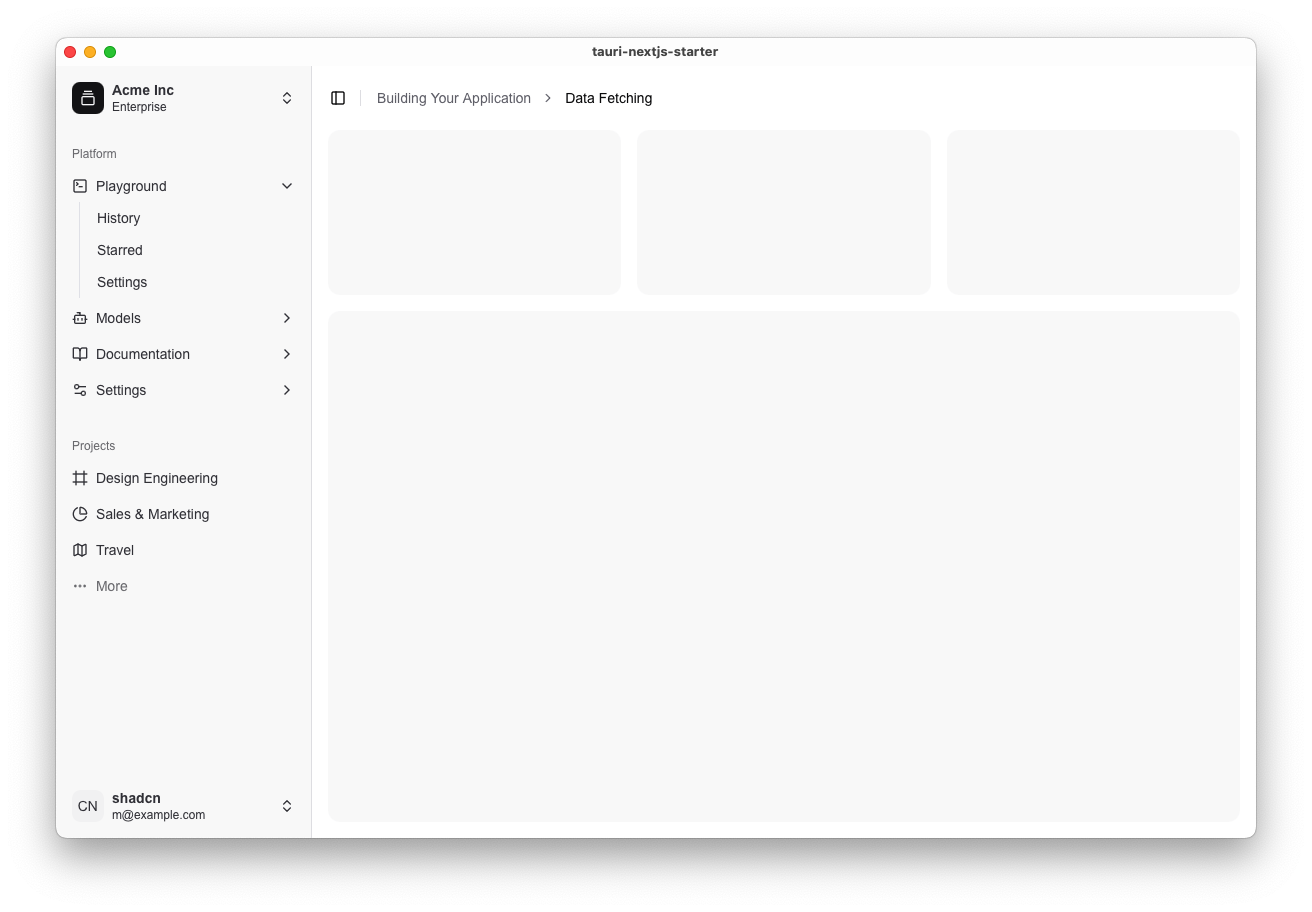 tauri-nextjs-starter
Acme Inc
Enterprise
Building Your Application
Data Fetching
Platform
Playground
History
Starred
Settings
Models
Documentation
Settings
Projects
Design Engineering
Sales & Marketing
Travel
More
CN
shadcn
m@example.com